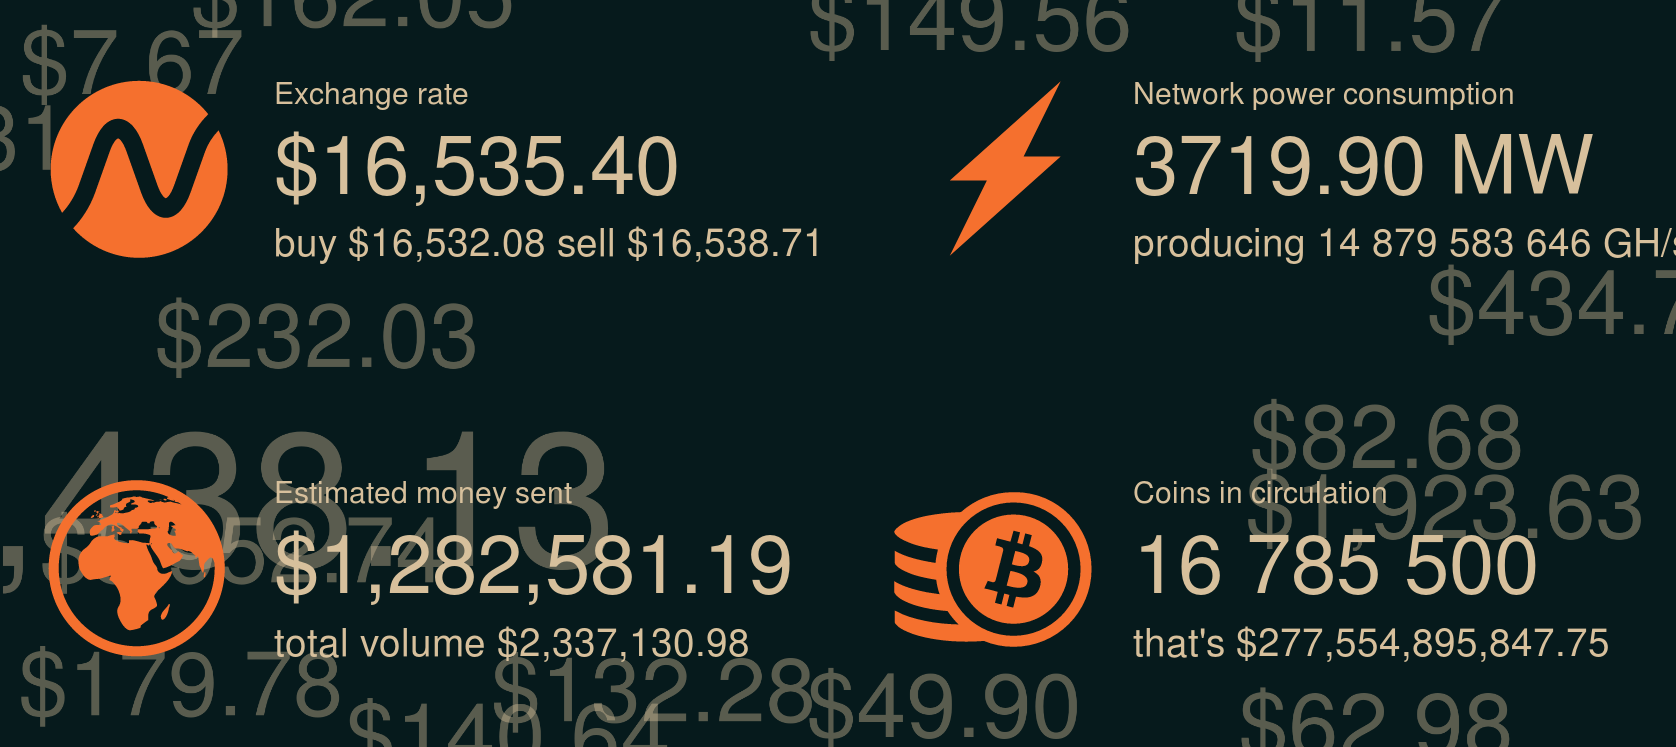 $162.05
$149.56
$11.57
$7.67
31
Exchange rate
$16,535.40
buy $16,532.08 sell $16,538.71
Network power consumption
3719.90 MW
producing 14 879 583 646 GH/s
$434.7
$232.03
,438.13
$82.68
$1,923.63
Estimated money sent
$1,282,581.19
total volume $2,337,130.98
Coins in circulation
16 785 500
that's $277,554,895,847.75
$179.78
$132.28
$49.90
$140.64
$62.98